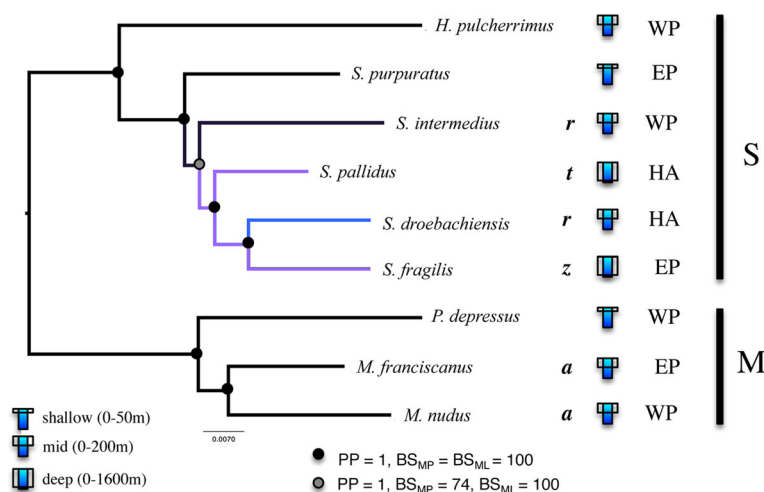 H. pulcherrimus WP
S. purpuratus EP
S. intermedius r WP
S. pallidus t HA
S. droebachiensis r HA
S. fragilis z EP
S
P. depressus WP
M. franciscanus a EP
M. nudus a WP
M
shallow (0-50m)
mid (0-200m)
deep (0-1600m)
0.0070
PP = 1, BSMP = BSML = 100
PP = 1, BSMP = 74, BSML = 100